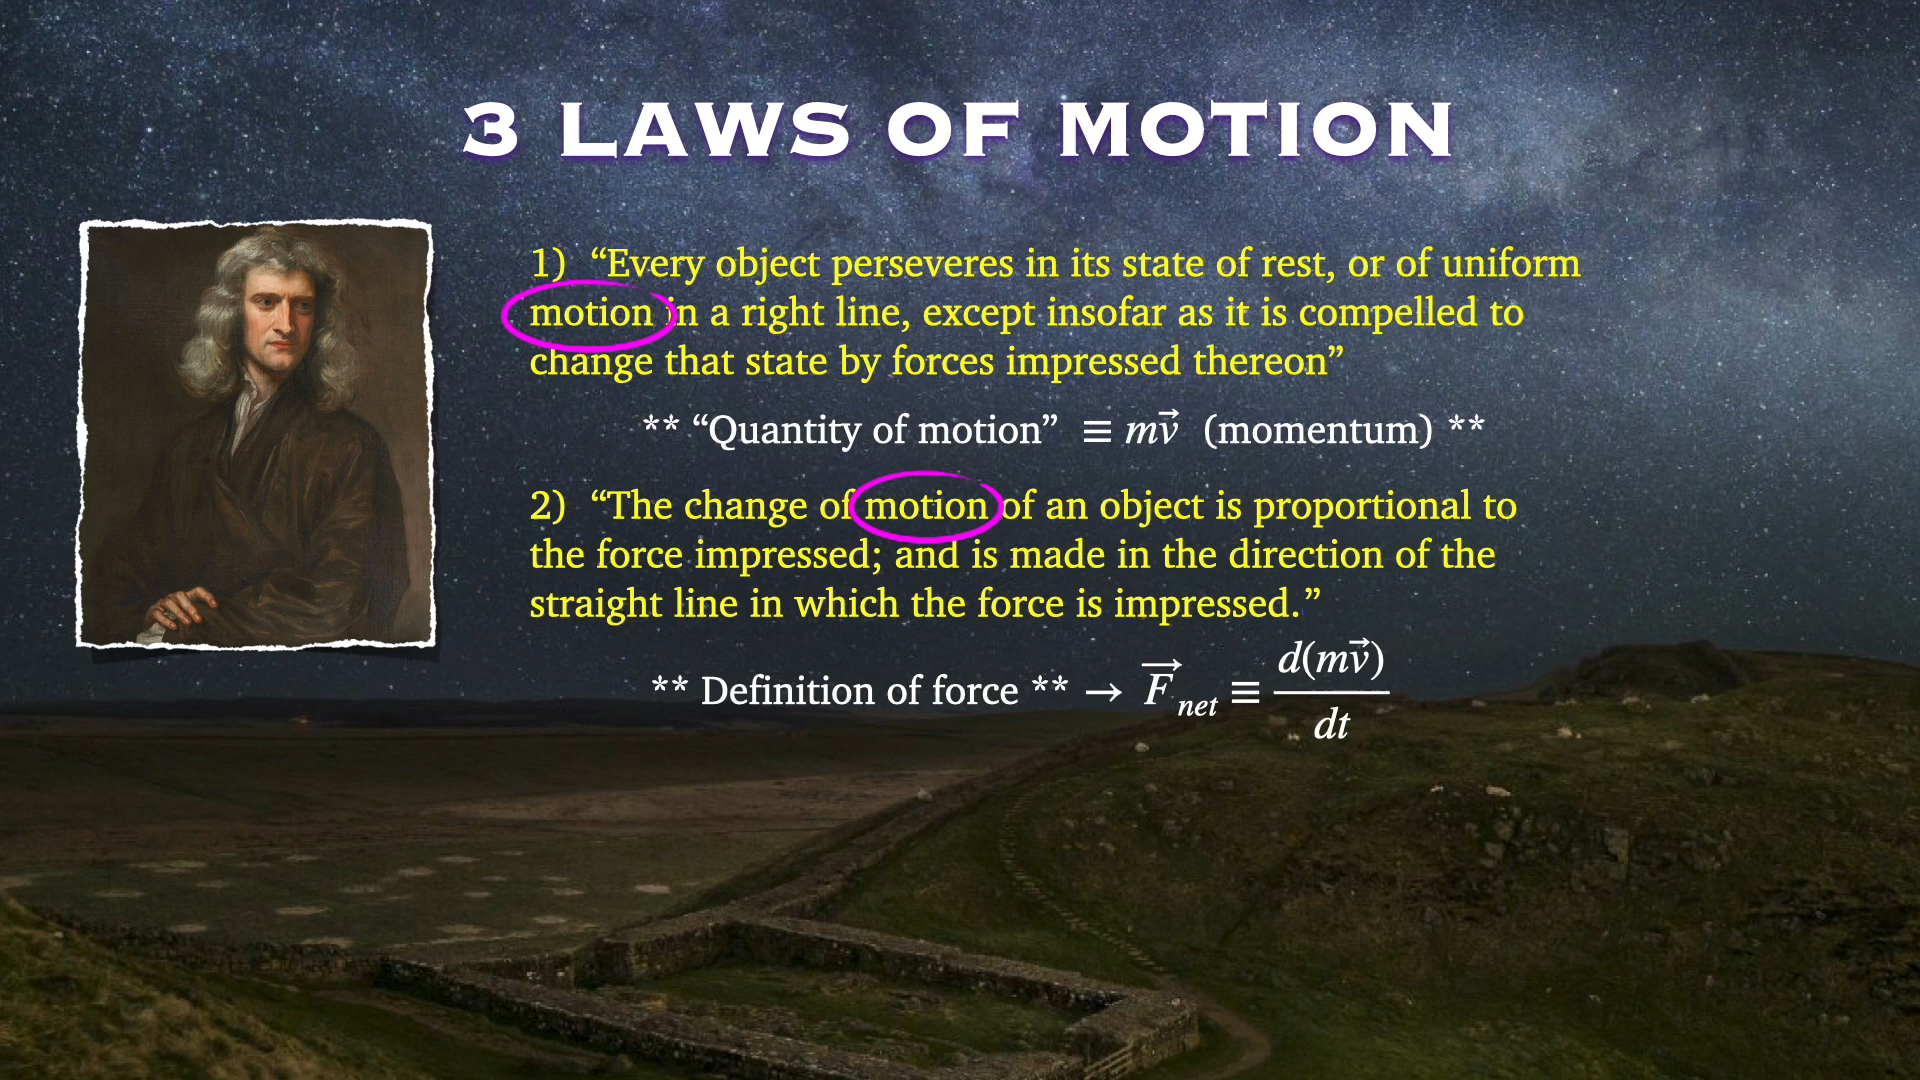 3 LAWS OF MOTION
1) “Every object perseveres in its state of rest, or of uniform
motion in a right line, except insofar as it is compelled to
change that state by forces impressed thereon”
** “Quantity of motion” ≡ mv⃗ (momentum) **
2) “The change of motion of an object is proportional to
the force impressed; and is made in the direction of the
straight line in which the force is impressed.”
** Definition of force ** → F⃗_net ≡ d(mv⃗)/dt